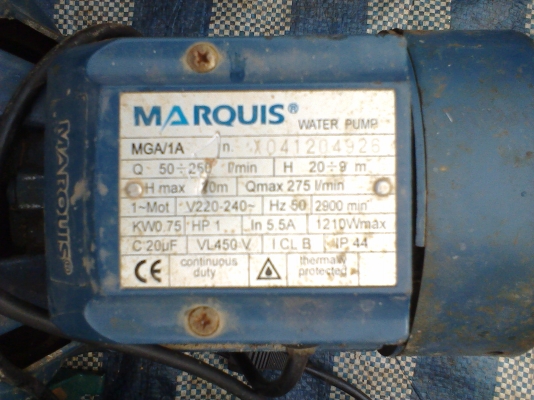 MARQUIS®
MARQUIS®
WATER PUMP
MGA/1A n. X041204926
Q 50÷260 l/min H 20÷9 m
H max m Qmax 275 l/min
1~Mot V220-240~ Hz 50 2900 min
KW0.75 HP 1 In 5.5A 1210Wmax
C 20µF VL450 V I CL B IP 44
CE continuous duty thermally protected